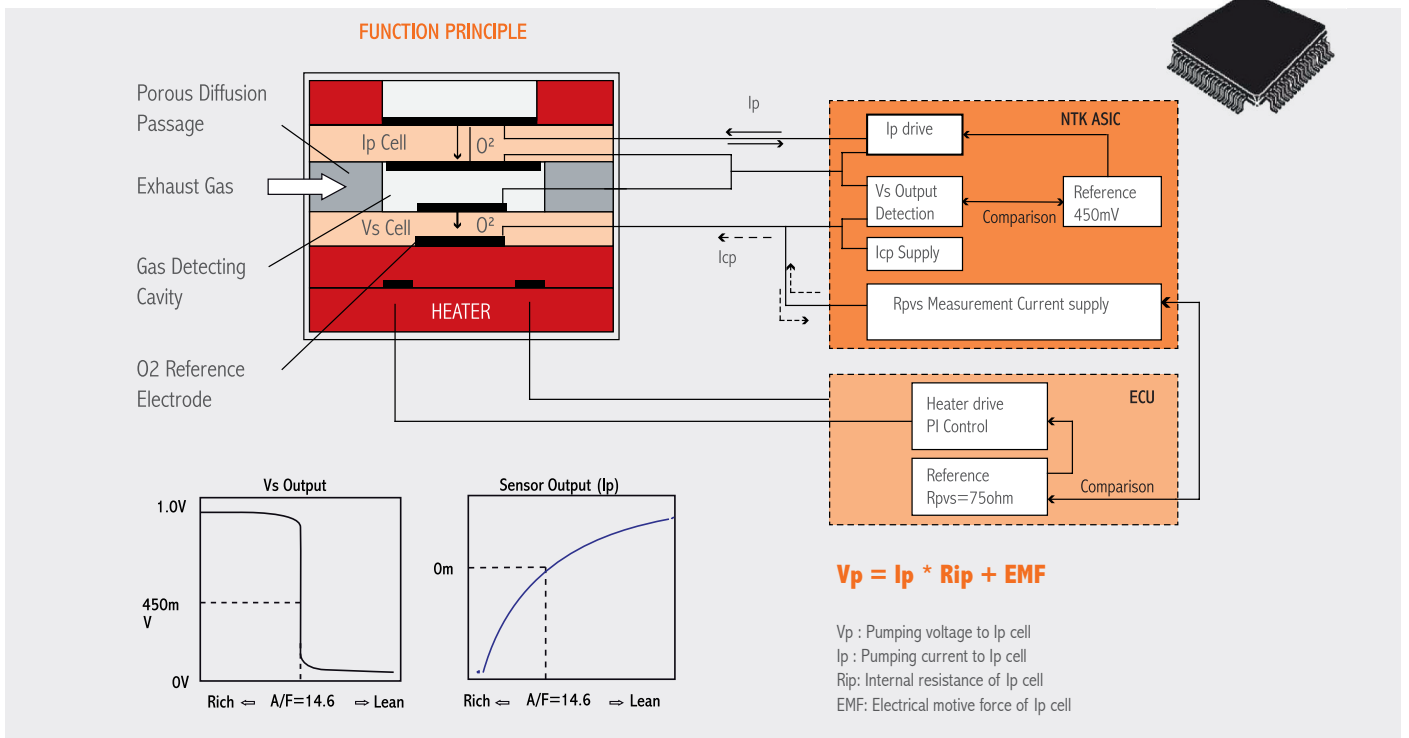 FUNCTION PRINCIPLE
Porous Diffusion
Passage
Exhaust Gas
Gas Detecting
Cavity
O2 Reference
Electrode
Ip Cell
O²
Vs Cell
O²
HEATER
Ip
Icp
NTK ASIC
Ip drive
Vs Output
Detection
Comparison
Reference
450mV
Icp Supply
Rpvs Measurement Current supply
ECU
Heater drive
PI Control
Reference
Rpvs=75ohm
Comparison
Vs Output
1.0V
450m
V
0V
Rich ⇐ A/F=14.6 ⇒ Lean
Sensor Output (Ip)
0m
Rich ⇐ A/F=14.6 ⇒ Lean
Vp = Ip * Rip + EMF
Vp : Pumping voltage to Ip cell
Ip : Pumping current to Ip cell
Rip: Internal resistance of Ip cell
EMF: Electrical motive force of Ip cell